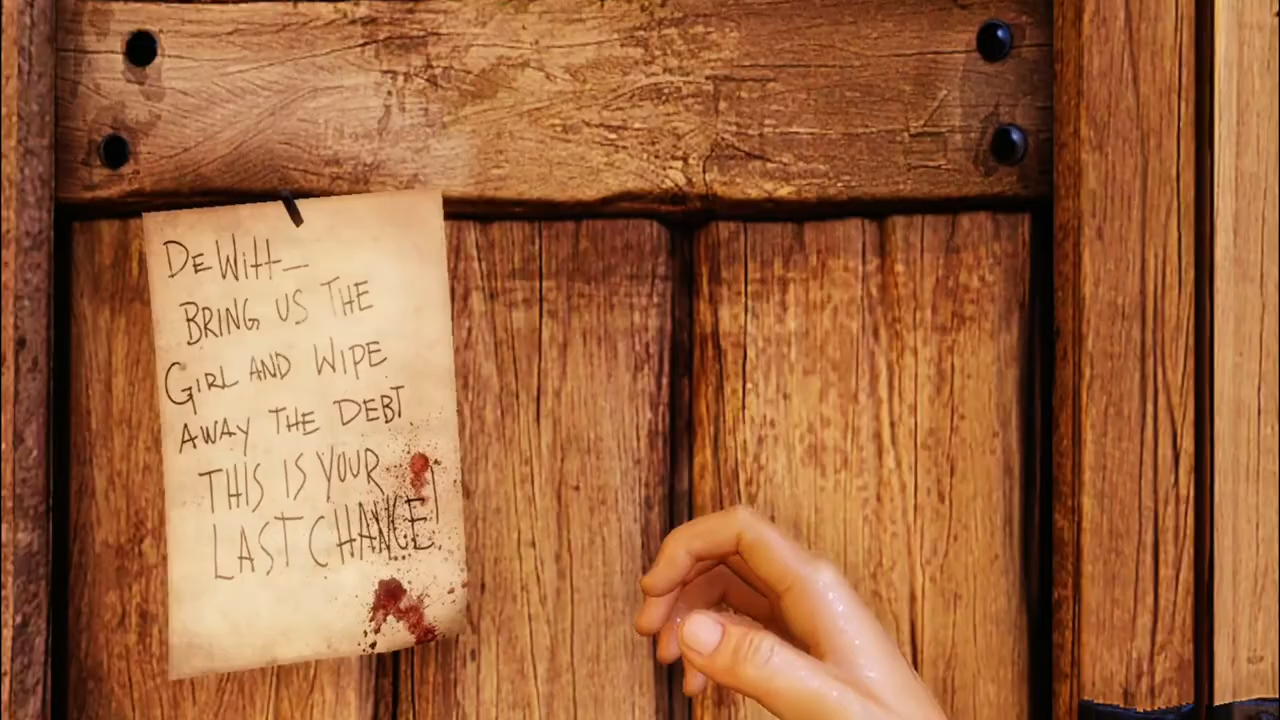 DEWitt—
BRING US THE
GIRL AND WIPE
AWAY THE DEBT
THIS IS YOUR
LAST CHANCE!